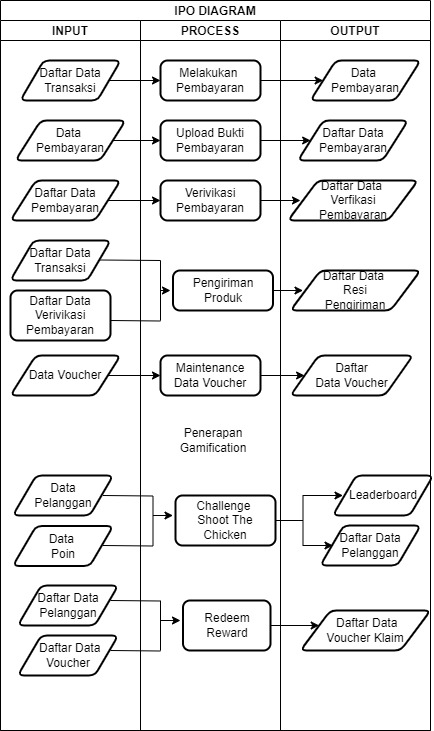 IPO DIAGRAM
INPUT
PROCESS
OUTPUT
Daftar Data
Transaksi
Melakukan
Pembayaran
Data
Pembayaran
Data
Pembayaran
Upload Bukti
Pembayaran
Daftar Data
Pembayaran
Daftar Data
Pembayaran
Verivikasi
Pembayaran
Daftar Data
Verfikasi
Pembayaran
Daftar Data
Transaksi
Daftar Data
Verivikasi
Pembayaran
Pengiriman
Produk
Daftar Data
Resi
Pengiriman
Data Voucher
Maintenance
Data Voucher
Daftar
Data Voucher
Penerapan
Gamification
Data
Pelanggan
Data
Poin
Challenge
Shoot The
Chicken
Leaderboard
Daftar Data
Pelanggan
Daftar Data
Pelanggan
Daftar Data
Voucher
Redeem
Reward
Daftar Data
Voucher Klaim